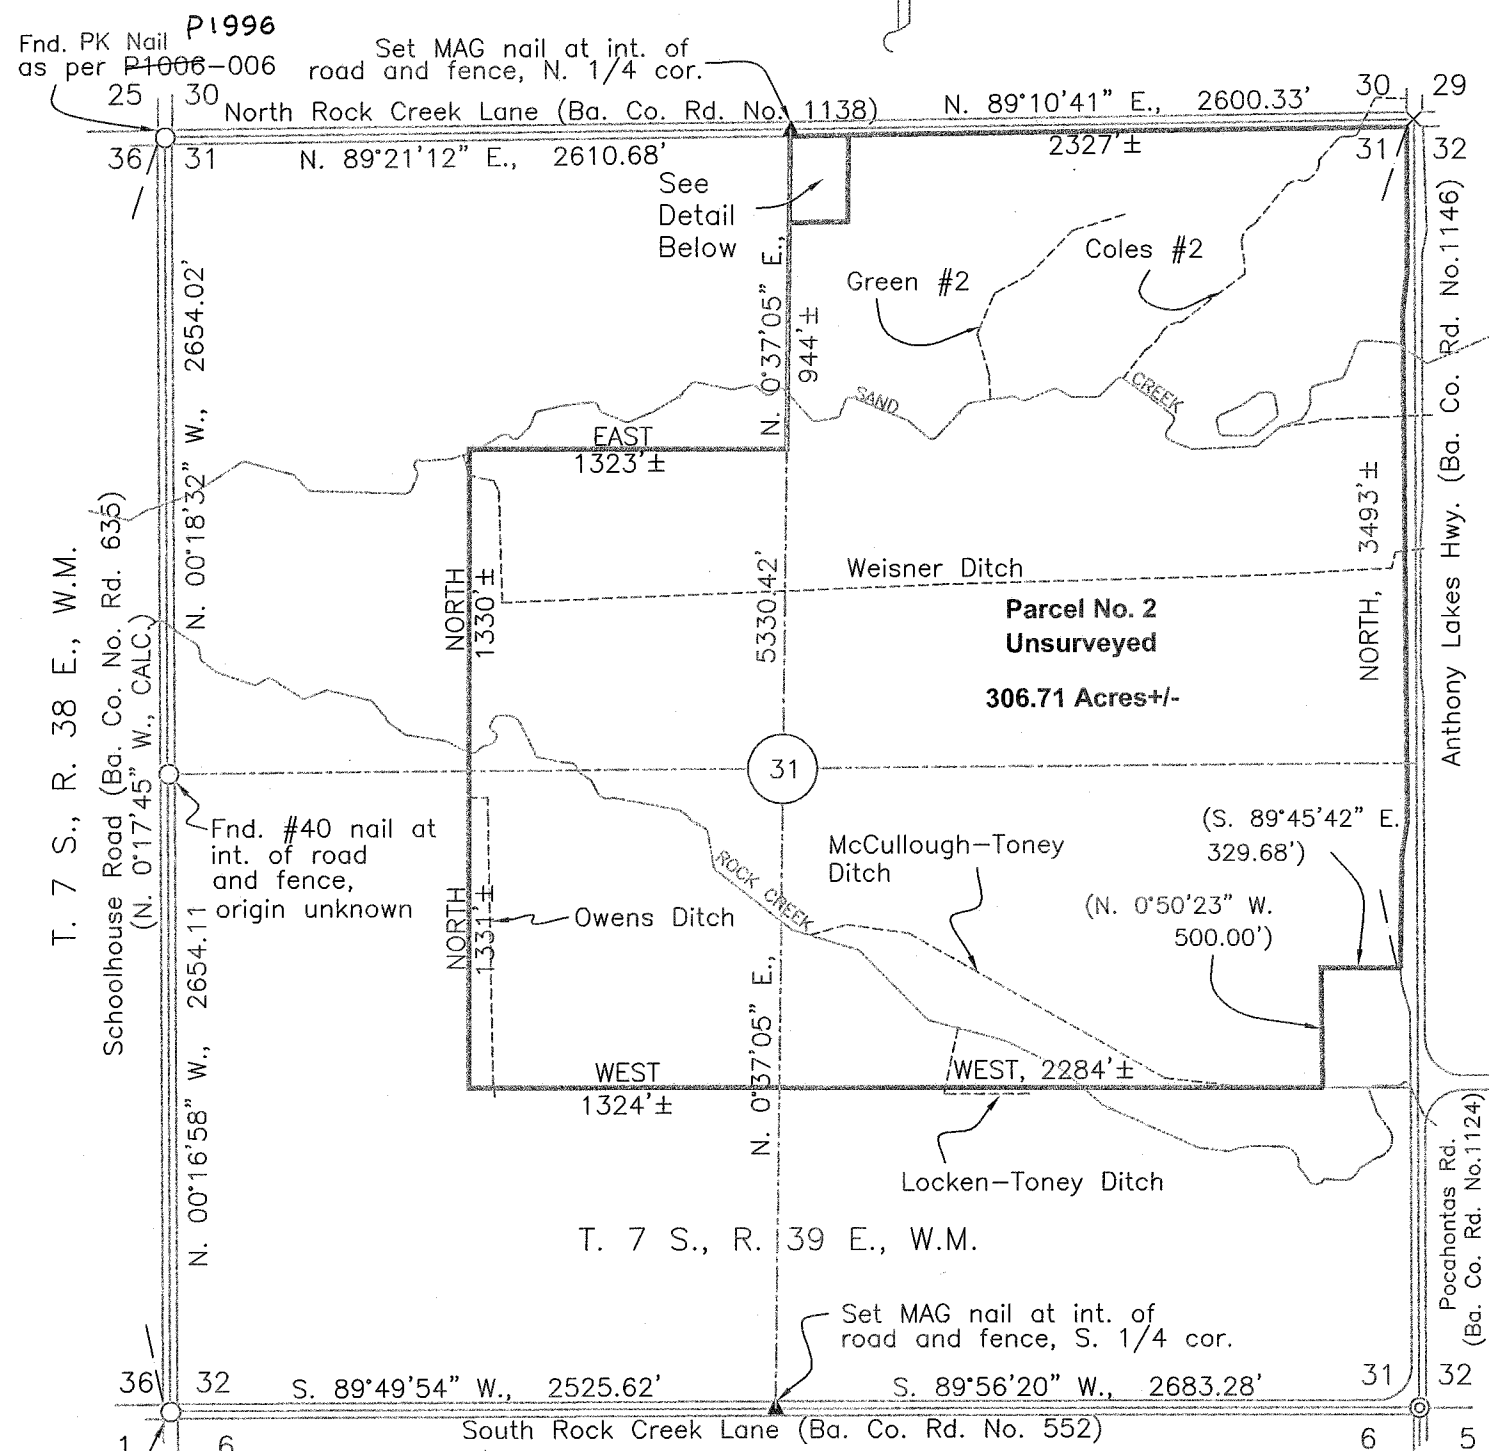 P1996
Fnd. PK Nail
as per P1006-006
Set MAG nail at int. of
road and fence, N. 1/4 cor.
25 30
36 31
North Rock Creek Lane (Ba. Co. Rd. No. 1138)
N. 89°21'12" E., 2610.68'
N. 89°10'41" E., 2600.33'
2327'±
30 29
31 32
See
Detail
Below
Green #2
Coles #2
N. 0°37'05" E.,
944'±
SAND
CREEK
EAST
1323'±
N. 00°18'32" W., 2654.02'
T. 7 S., R. 38 E., W.M.
Schoolhouse Road (Ba. Co. No. Rd. 635)
(N. 0°17'45" W., CALC.)
NORTH
1330'±
5330.42'
Weisner Ditch
Parcel No. 2
Unsurveyed
306.71 Acres+/-
NORTH, 3493'±
Anthony Lakes Hwy. (Ba. Co. Rd. No.1146)
31
Fnd. #40 nail at
int. of road
and fence,
origin unknown
NORTH
1331'±
Owens Ditch
ROCK CREEK
McCullough-Toney
Ditch
(S. 89°45'42" E.
329.68')
(N. 0°50'23" W.
500.00')
N. 00°16'58" W., 2654.11
N. 0°37'05" E.,
WEST
1324'±
WEST, 2284'±
Locken-Toney Ditch
T. 7 S., R. 39 E., W.M.
Pocahontas Rd.
(Ba. Co. Rd. No.1124)
Set MAG nail at int. of
road and fence, S. 1/4 cor.
36 32
S. 89°49'54" W., 2525.62'
S. 89°56'20" W., 2683.28'
31 32
South Rock Creek Lane (Ba. Co. Rd. No. 552)
1 6
6 5